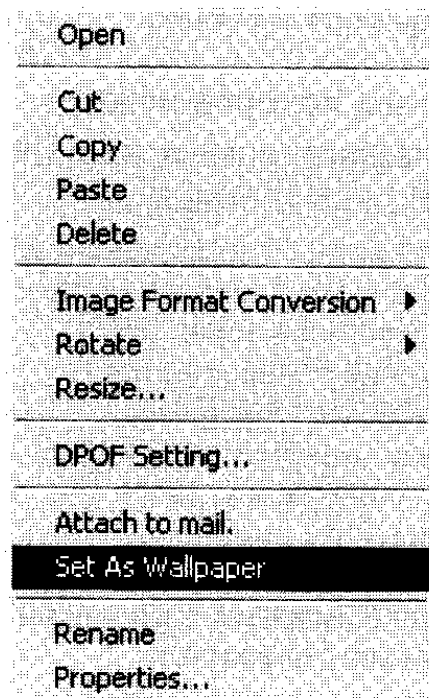 Open
Cut
Copy
Paste
Delete
Image Format Conversion
Rotate
Resize...
DPOF Setting...
Attach to mail.
Set As Wallpaper
Rename
Properties...